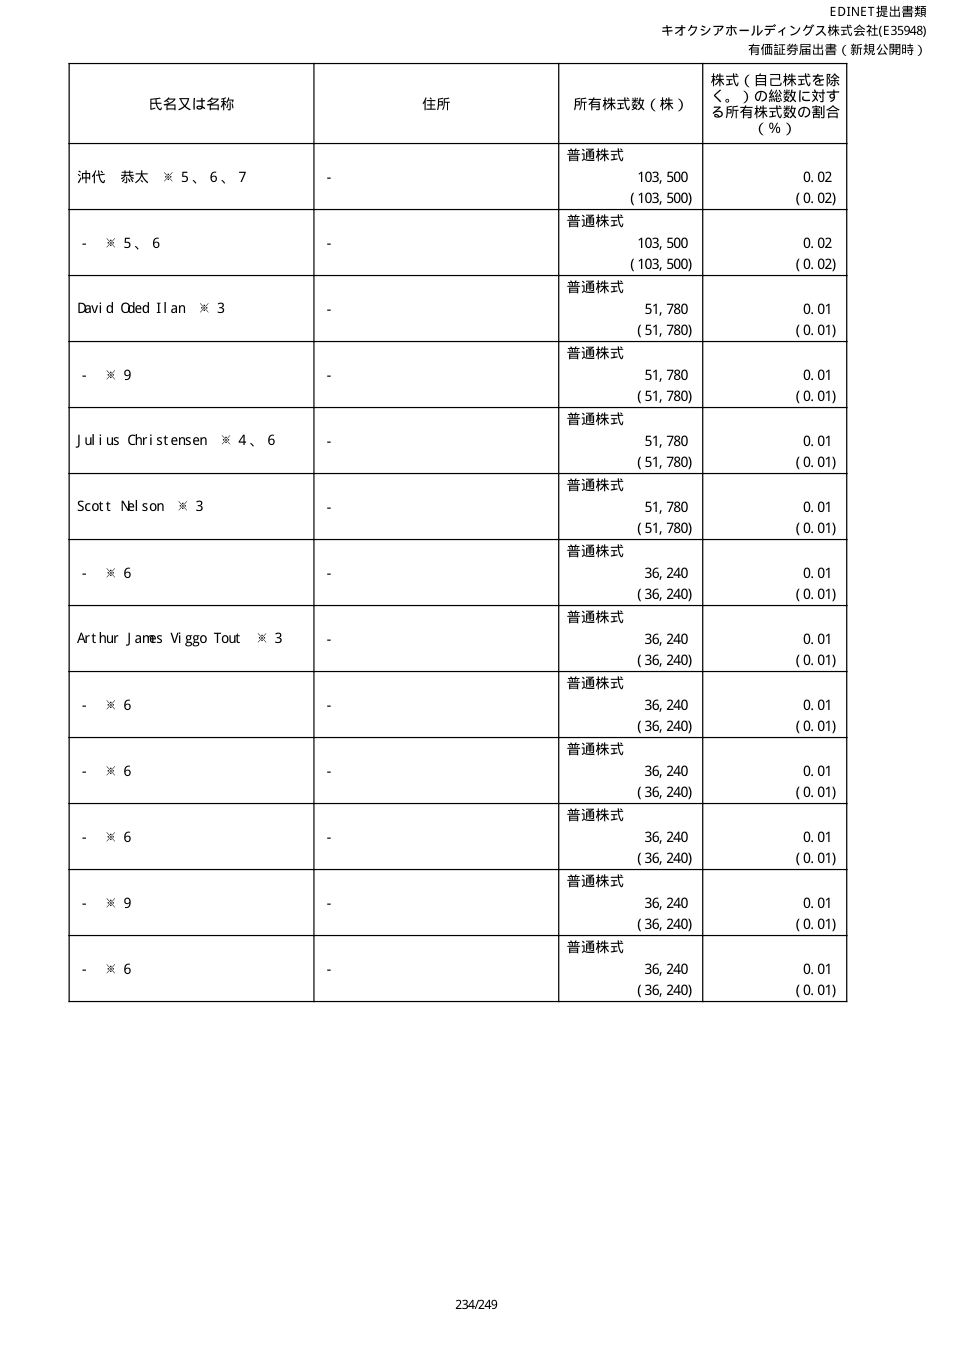 EDINET提出書類
キオクシアホールディングス株式会社(E35948)
有価証券届出書（新規公開時）
氏名又は名称 住所 所有株式数（株） 株式（自己株式を除く。）の総数に対する所有株式数の割合（％）
普通株式
沖代　恭太　※５、６、７ - 103,500 0.02
(103,500) (0.02)
普通株式
-　※５、６ - 103,500 0.02
(103,500) (0.02)
普通株式
David Oded Ilan　※３ - 51,780 0.01
(51,780) (0.01)
普通株式
-　※９ - 51,780 0.01
(51,780) (0.01)
普通株式
Julius Christensen　※４、６ - 51,780 0.01
(51,780) (0.01)
普通株式
Scott Nelson　※３ - 51,780 0.01
(51,780) (0.01)
普通株式
-　※６ - 36,240 0.01
(36,240) (0.01)
普通株式
Arthur James Viggo Tout　※３ - 36,240 0.01
(36,240) (0.01)
普通株式
-　※６ - 36,240 0.01
(36,240) (0.01)
普通株式
-　※６ - 36,240 0.01
(36,240) (0.01)
普通株式
-　※６ - 36,240 0.01
(36,240) (0.01)
普通株式
-　※９ - 36,240 0.01
(36,240) (0.01)
普通株式
-　※６ - 36,240 0.01
(36,240) (0.01)
234/249